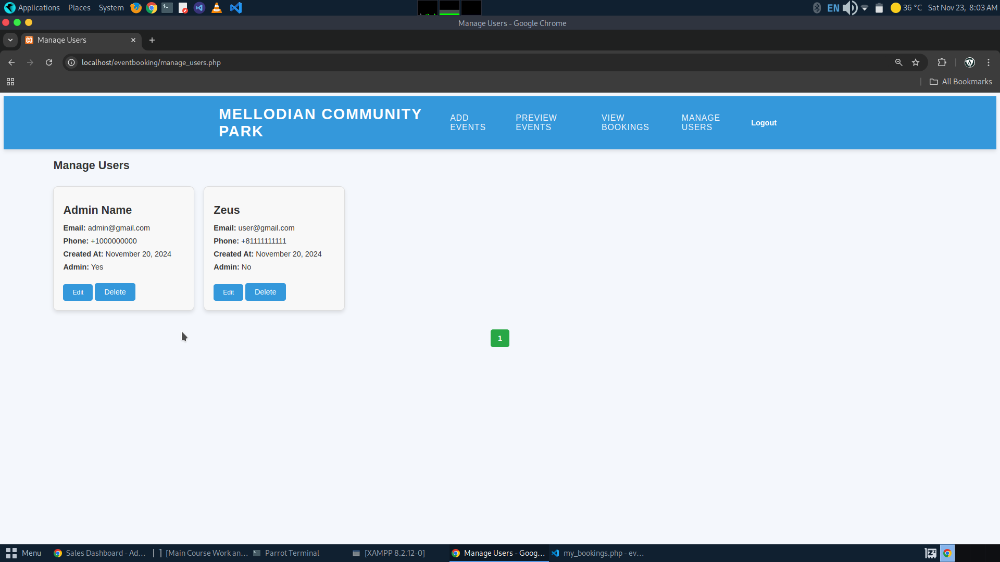 Applications Places System
EN 36 °C Sat Nov 23, 8:03 AM
Manage Users - Google Chrome
Manage Users
localhost/eventbooking/manage_users.php
All Bookmarks
MELLODIAN COMMUNITY
PARK
ADD
EVENTS
PREVIEW
EVENTS
VIEW
BOOKINGS
MANAGE
USERS
Logout
Manage Users
Admin Name
Email: admin@gmail.com
Phone: +1000000000
Created At: November 20, 2024
Admin: Yes
Edit Delete
Zeus
Email: user@gmail.com
Phone: +81111111111
Created At: November 20, 2024
Admin: No
Edit Delete
1
Menu Sales Dashboard - Ad... [Main Course Work an... Parrot Terminal [XAMPP 8.2.12-0] Manage Users - Goog... my_bookings.php - ev...